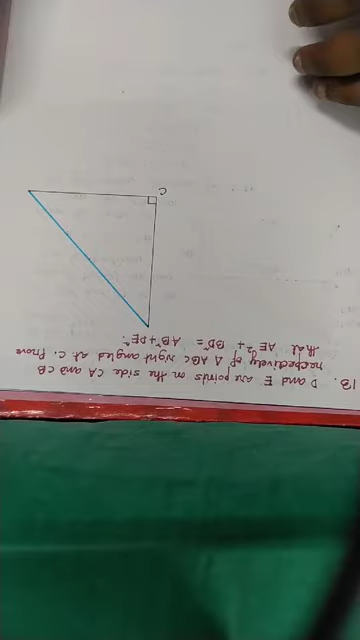 13. D and E are points on the side CA and CB
respectively of Δ ABC right angled at C. Prove
that AE² + BD² = AB² + DE².
C